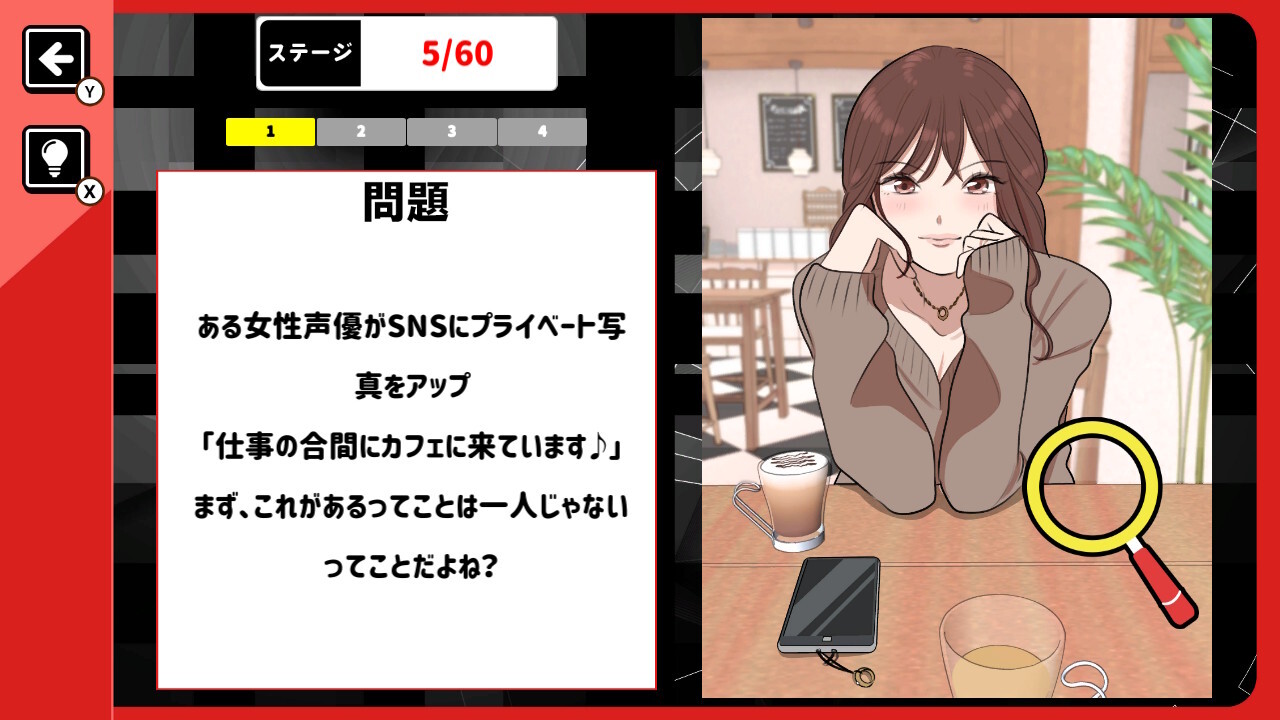 Y
X
ステージ
5/60
1
2
3
4
問題
ある女性声優がSNSにプライベート写
真をアップ
「仕事の合間にカフェに来ています♪」
まず、これがあるってことは一人じゃない
ってことだよね?